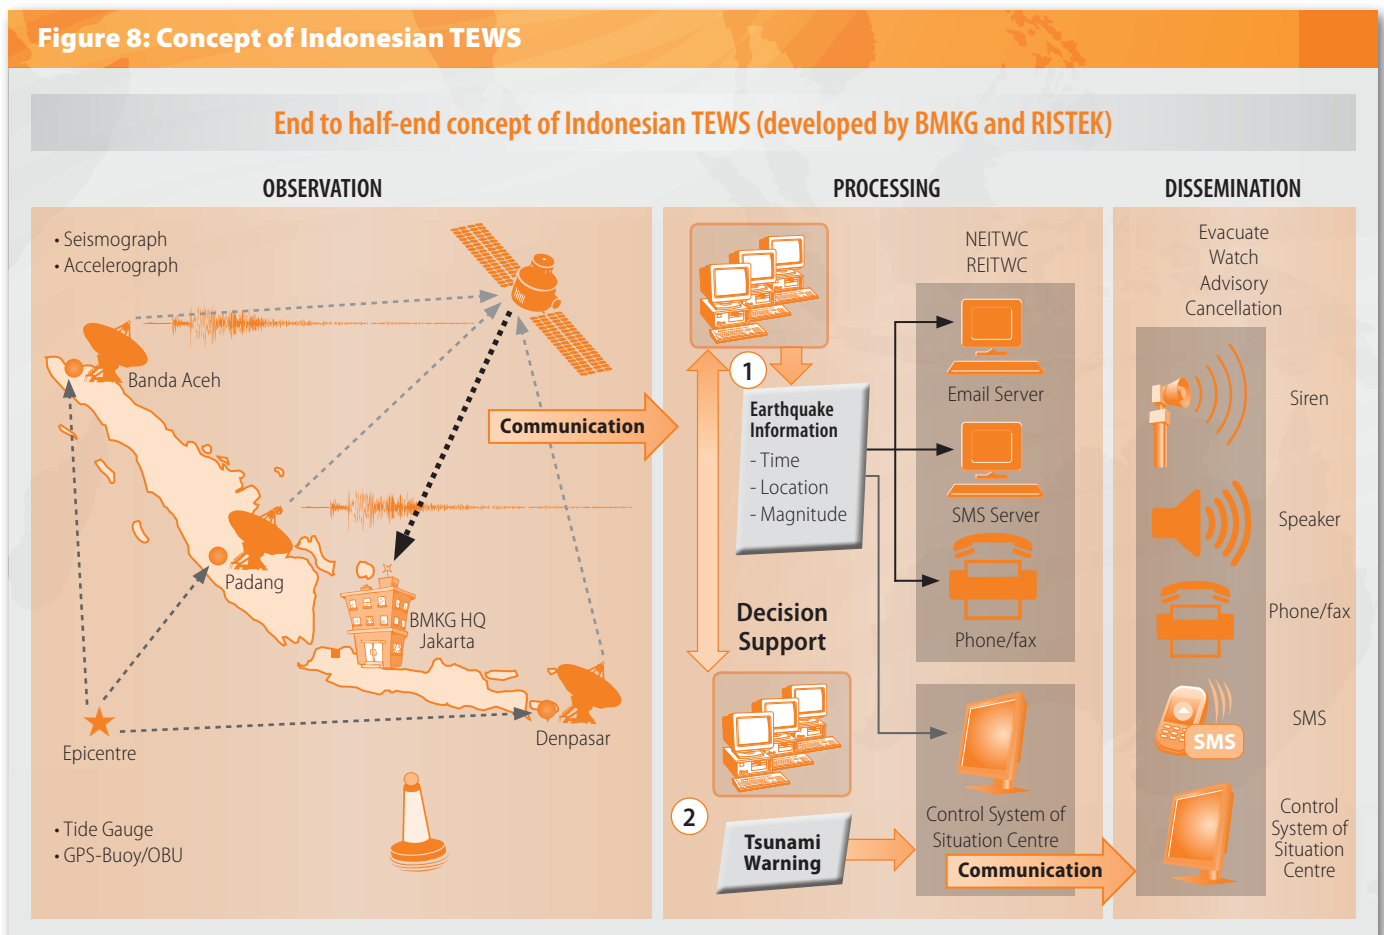 Figure 8: Concept of Indonesian TEWS
End to half-end concept of Indonesian TEWS (developed by BMKG and RISTEK)
OBSERVATION
• Seismograph
• Accelerograph
Banda Aceh
Padang
BMKG HQ
Jakarta
Denpasar
Epicentre
• Tide Gauge
• GPS-Buoy/OBU
Communication
PROCESSING
1
Earthquake
Information
- Time
- Location
- Magnitude
NEITWC
REITWC
Email Server
SMS Server
Phone/fax
Decision
Support
2
Tsunami
Warning
Control System of
Situation Centre
Communication
DISSEMINATION
Evacuate
Watch
Advisory
Cancellation
Siren
Speaker
Phone/fax
SMS
SMS
Control
System of
Situation
Centre